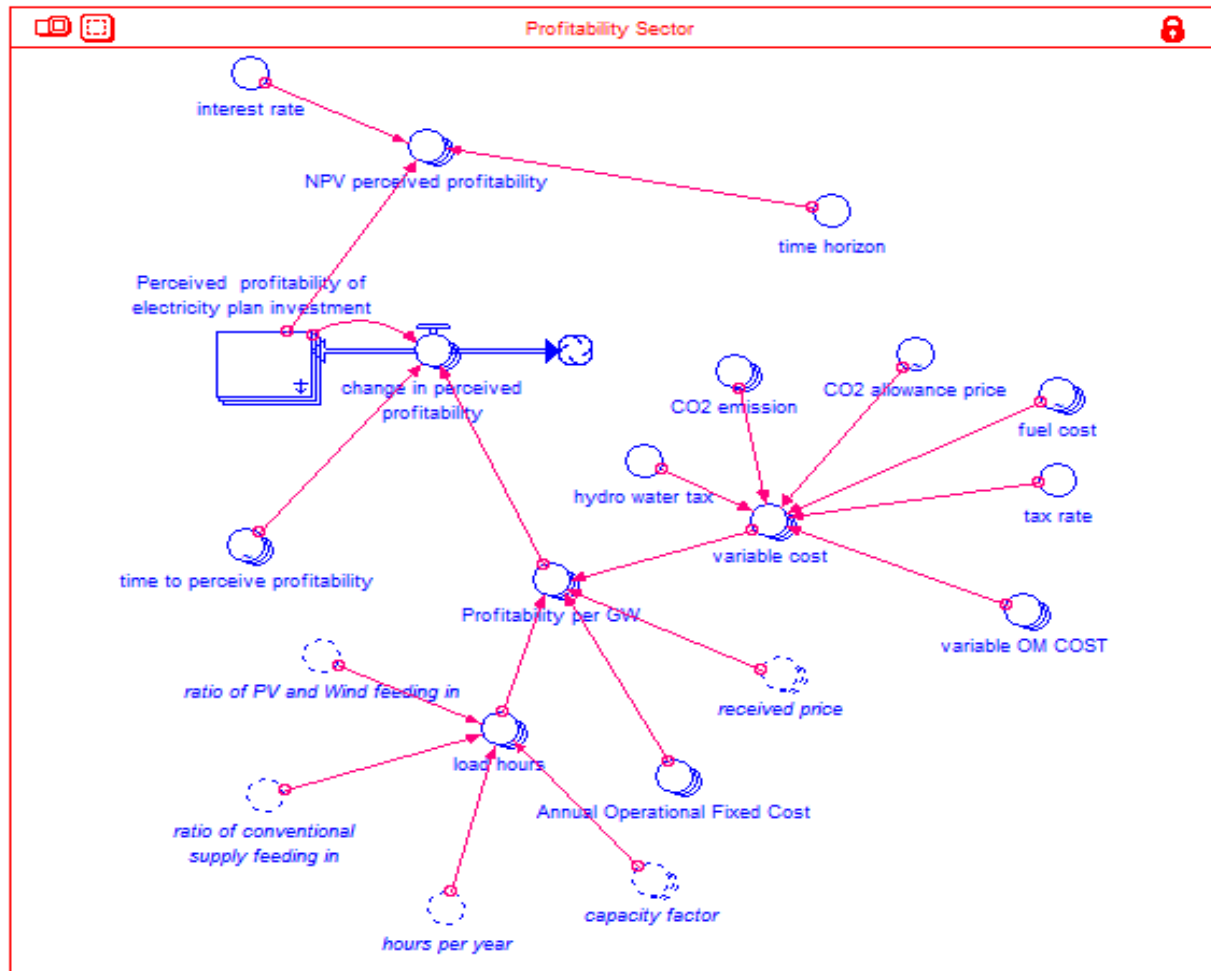 Profitability Sector
interest rate
NPV perceived profitability
time horizon
Perceived profitability of
electricity plan investment
change in perceived
profitability
CO2 emission
CO2 allowance price
fuel cost
hydro water tax
tax rate
variable cost
time to perceive profitability
Profitability per GW
variable OM COST
ratio of PV and Wind feeding in
received price
load hours
Annual Operational Fixed Cost
ratio of conventional
supply feeding in
capacity factor
hours per year